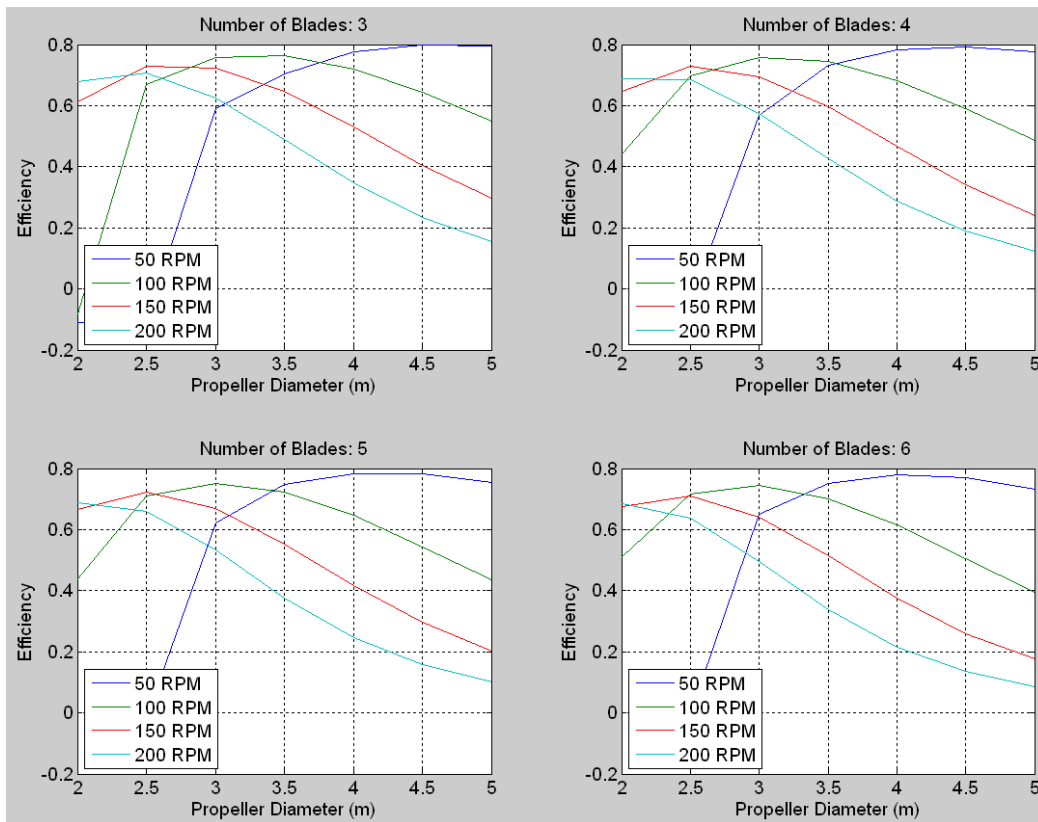 Number of Blades: 3
0.8
0.6
0.4
0.2
0
-0.2
Efficiency
50 RPM
100 RPM
150 RPM
200 RPM
2 2.5 3 3.5 4 4.5 5
Propeller Diameter (m)
Number of Blades: 4
0.8
0.6
0.4
0.2
0
-0.2
Efficiency
50 RPM
100 RPM
150 RPM
200 RPM
2 2.5 3 3.5 4 4.5 5
Propeller Diameter (m)
Number of Blades: 5
0.8
0.6
0.4
0.2
0
-0.2
Efficiency
50 RPM
100 RPM
150 RPM
200 RPM
2 2.5 3 3.5 4 4.5 5
Propeller Diameter (m)
Number of Blades: 6
0.8
0.6
0.4
0.2
0
-0.2
Efficiency
50 RPM
100 RPM
150 RPM
200 RPM
2 2.5 3 3.5 4 4.5 5
Propeller Diameter (m)